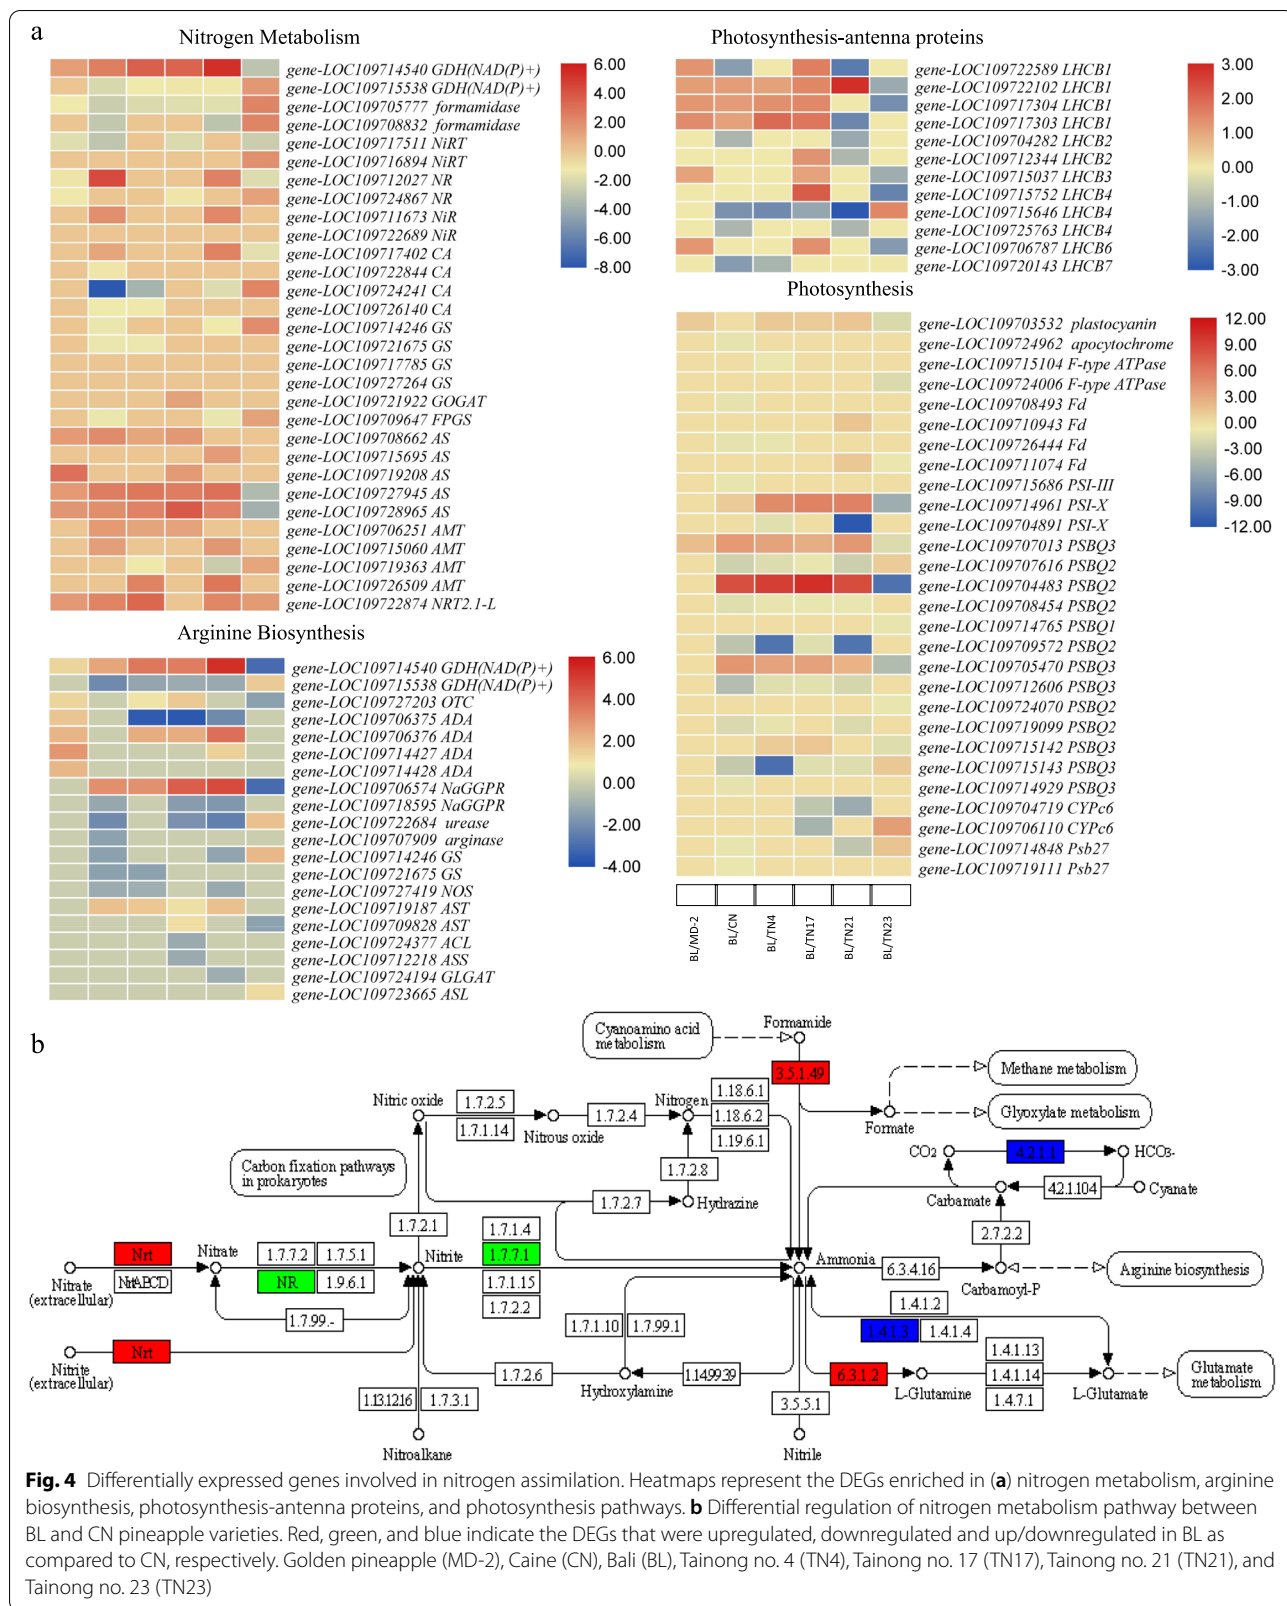 a
Nitrogen Metabolism
gene-LOC109714540 GDH(NAD(P)+)
gene-LOC109715538 GDH(NAD(P)+)
gene-LOC109705777 formamidase
gene-LOC109708832 formamidase
gene-LOC109717511 NiRT
gene-LOC109716894 NiRT
gene-LOC109712027 NR
gene-LOC109724867 NR
gene-LOC109711673 NiR
gene-LOC109722689 NiR
gene-LOC109717402 CA
gene-LOC109722844 CA
gene-LOC109724241 CA
gene-LOC109726140 CA
gene-LOC109714246 GS
gene-LOC109721675 GS
gene-LOC109717785 GS
gene-LOC109727264 GS
gene-LOC109721922 GOGAT
gene-LOC109709647 FPGS
gene-LOC109708662 AS
gene-LOC109715695 AS
gene-LOC109719208 AS
gene-LOC109727945 AS
gene-LOC109728965 AS
gene-LOC109706251 AMT
gene-LOC109715060 AMT
gene-LOC109719363 AMT
gene-LOC109726509 AMT
gene-LOC109722874 NRT2.1-L
6.00
4.00
2.00
0.00
-2.00
-4.00
-6.00
-8.00
Arginine Biosynthesis
gene-LOC109714540 GDH(NAD(P)+)
gene-LOC109715538 GDH(NAD(P)+)
gene-LOC109727203 OTC
gene-LOC109706375 ADA
gene-LOC109706376 ADA
gene-LOC109714427 ADA
gene-LOC109714428 ADA
gene-LOC109706574 NaGGPR
gene-LOC109718595 NaGGPR
gene-LOC109722684 urease
gene-LOC109707909 arginase
gene-LOC109714246 GS
gene-LOC109721675 GS
gene-LOC109727419 NOS
gene-LOC109719187 AST
gene-LOC109709828 AST
gene-LOC109724377 ACL
gene-LOC109712218 ASS
gene-LOC109724194 GLGAT
gene-LOC109723665 ASL
6.00
4.00
2.00
0.00
-2.00
-4.00
Photosynthesis-antenna proteins
gene-LOC109722589 LHCB1
gene-LOC109722102 LHCB1
gene-LOC109717304 LHCB1
gene-LOC109717303 LHCB1
gene-LOC109704282 LHCB2
gene-LOC109712344 LHCB2
gene-LOC109715037 LHCB3
gene-LOC109715752 LHCB4
gene-LOC109715646 LHCB4
gene-LOC109725763 LHCB4
gene-LOC109706787 LHCB6
gene-LOC109720143 LHCB7
3.00
2.00
1.00
0.00
-1.00
-2.00
-3.00
Photosynthesis
gene-LOC109703532 plastocyanin
gene-LOC109724962 apocytochrome
gene-LOC109715104 F-type ATPase
gene-LOC109724006 F-type ATPase
gene-LOC109708493 Fd
gene-LOC109710943 Fd
gene-LOC109726444 Fd
gene-LOC109711074 Fd
gene-LOC109715686 PSI-III
gene-LOC109714961 PSI-X
gene-LOC109704891 PSI-X
gene-LOC109707013 PSBQ3
gene-LOC109707616 PSBQ2
gene-LOC109704483 PSBQ2
gene-LOC109708454 PSBQ2
gene-LOC109714765 PSBQ1
gene-LOC109709572 PSBQ2
gene-LOC109705470 PSBQ3
gene-LOC109712606 PSBQ3
gene-LOC109724070 PSBQ2
gene-LOC109719099 PSBQ2
gene-LOC109715142 PSBQ3
gene-LOC109715143 PSBQ3
gene-LOC109714929 PSBQ3
gene-LOC109704719 CYPc6
gene-LOC109706110 CYPc6
gene-LOC109714848 Psb27
gene-LOC109719111 Psb27
12.00
9.00
6.00
3.00
0.00
-3.00
-6.00
-9.00
-12.00
BL/MD-2
BL/CN
BL/TN4
BL/TN17
BL/TN21
BL/TN23
b
Cyanoamino acid
metabolism
Formamide
3.5.1.49
Methane metabolism
Glyoxylate metabolism
Formate
Nitric oxide
1.7.2.5
1.7.1.14
Nitrous oxide
1.7.2.4
Nitrogen
1.18.6.1
1.18.6.2
1.19.6.1
1.7.2.8
Hydrazine
1.7.2.7
CO2
4.2.1.1
HCO3-
Carbamate
4.2.1.104
Cyanate
2.7.2.2
Carbon fixation pathways
in prokaryotes
1.7.2.1
Nrt
NrtABCD
Nitrate
(extracellular)
Nitrate
1.7.7.2
1.7.5.1
NR
1.9.6.1
1.7.99.-
Nitrite
1.7.1.4
1.7.7.1
1.7.1.15
1.7.2.2
Ammonia
6.3.4.16
Carbamoyl-P
Arginine biosynthesis
Nrt
Nitrite
(extracellular)
1.7.1.10
1.7.99.1
1.4.1.2
1.4.1.3
1.4.1.4
1.7.2.6
Hydroxylamine
1.14.99.39
6.3.1.2
L-Glutamine
1.4.1.13
1.4.1.14
1.4.7.1
L-Glutamate
Glutamate
metabolism
1.13.12.16
1.7.3.1
Nitroalkane
3.5.5.1
Nitrile
Fig. 4 Differentially expressed genes involved in nitrogen assimilation. Heatmaps represent the DEGs enriched in (a) nitrogen metabolism, arginine
biosynthesis, photosynthesis-antenna proteins, and photosynthesis pathways. b Differential regulation of nitrogen metabolism pathway between
BL and CN pineapple varieties. Red, green, and blue indicate the DEGs that were upregulated, downregulated and up/downregulated in BL as
compared to CN, respectively. Golden pineapple (MD-2), Caine (CN), Bali (BL), Tainong no. 4 (TN4), Tainong no. 17 (TN17), Tainong no. 21 (TN21), and
Tainong no. 23 (TN23)